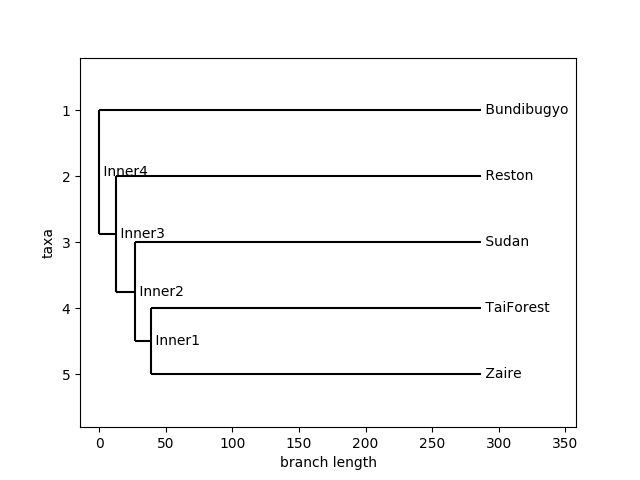 1
Bundibugyo
Inner4
2
Reston
Inner3
taxa
3
Sudan
Inner2
4
TaiForest
Inner1
5
Zaire
0 50 100 150 200 250 300 350
branch length